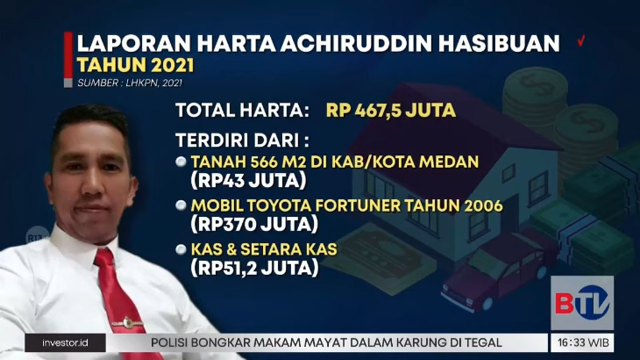 LAPORAN HARTA ACHIRUDDIN HASIBUAN
TAHUN 2021
SUMBER : LHKPN, 2021
TOTAL HARTA: RP 467,5 JUTA
TERDIRI DARI :
TANAH 566 M2 DI KAB/KOTA MEDAN
(RP43 JUTA)
MOBIL TOYOTA FORTUNER TAHUN 2006
(RP370 JUTA)
KAS & SETARA KAS
(RP51,2 JUTA)
BTV
investor.id
POLISI BONGKAR MAKAM MAYAT DALAM KARUNG DI TEGAL
16:33 WIB